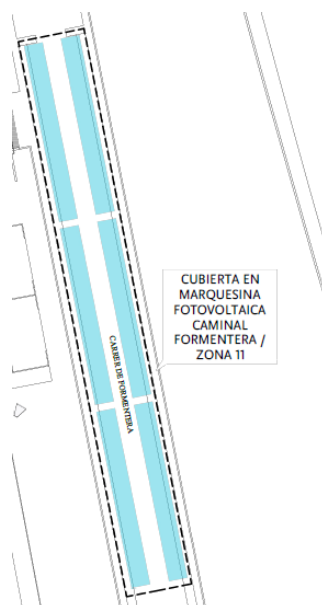 CUBIERTA EN
MARQUESINA
FOTOVOLTAICA
CAMINAL
FORMENTERA /
ZONA 11
CARRER DE FORMENTERA